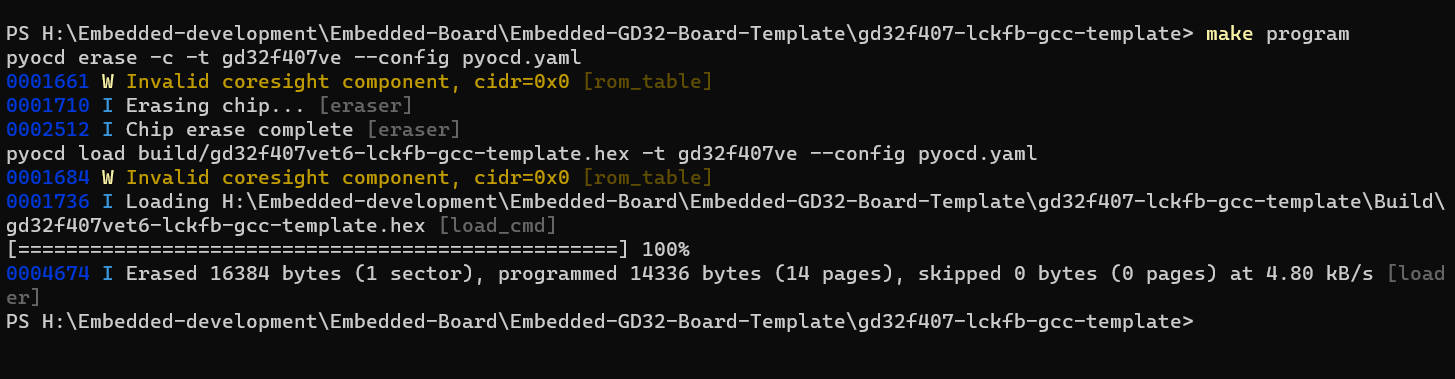 PS H:\Embedded-development\Embedded-Board\Embedded-GD32-Board-Template\gd32f407-lckfb-gcc-template> make program
pyocd erase -c -t gd32f407ve --config pyocd.yaml
0001661 W Invalid coresight component, cidr=0x0 [rom_table]
0001710 I Erasing chip... [eraser]
0002512 I Chip erase complete [eraser]
pyocd load build/gd32f407vet6-lckfb-gcc-template.hex -t gd32f407ve --config pyocd.yaml
0001684 W Invalid coresight component, cidr=0x0 [rom_table]
0001736 I Loading H:\Embedded-development\Embedded-Board\Embedded-GD32-Board-Template\gd32f407-lckfb-gcc-template\Build\
gd32f407vet6-lckfb-gcc-template.hex [load_cmd]
[==================================================] 100%
0004674 I Erased 16384 bytes (1 sector), programmed 14336 bytes (14 pages), skipped 0 bytes (0 pages) at 4.80 kB/s [load
er]
PS H:\Embedded-development\Embedded-Board\Embedded-GD32-Board-Template\gd32f407-lckfb-gcc-template>